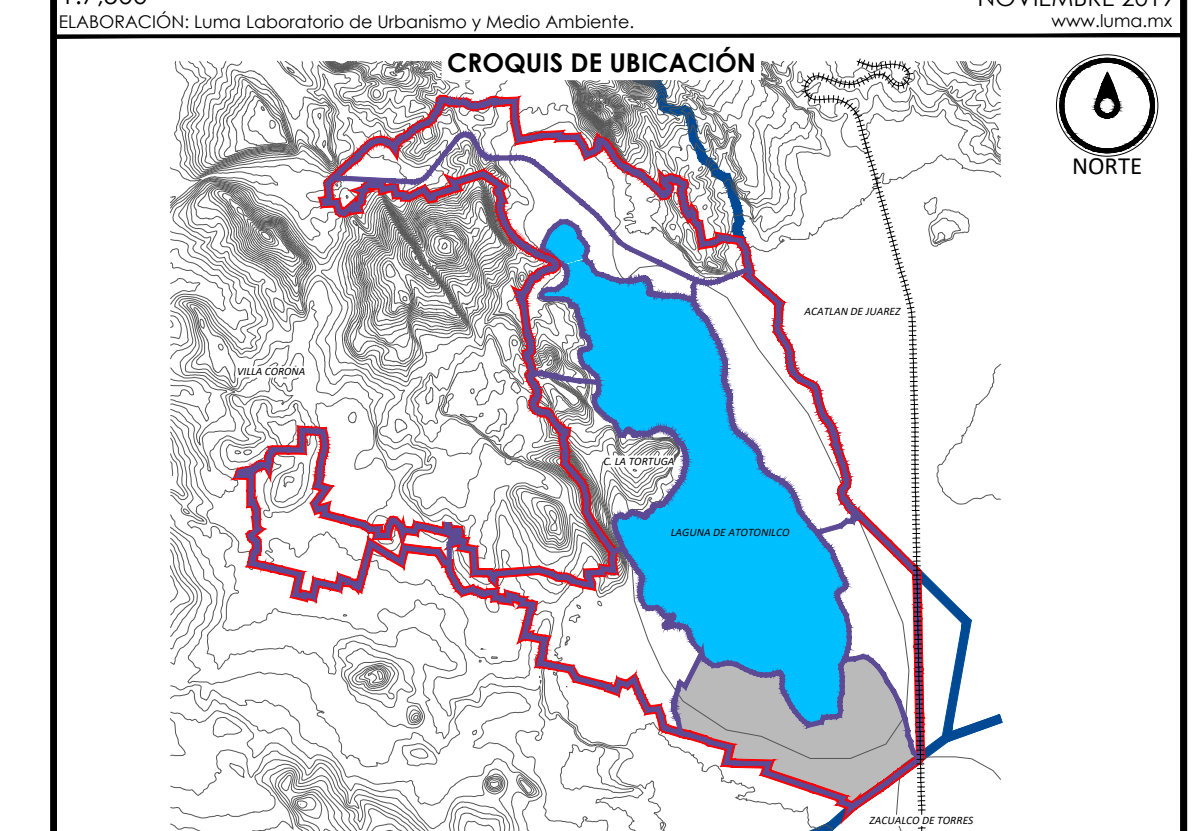 ELABORACIÓN: Luma Laboratorio de Urbanismo y Medio Ambiente.
www.luma.mx
CROQUIS DE UBICACIÓN
NORTE
ACATLAN DE JUAREZ
VILLA CORONA
C. LA TORTUGA
LAGUNA DE ATOTONILCO
ZACUALCO DE TORRES